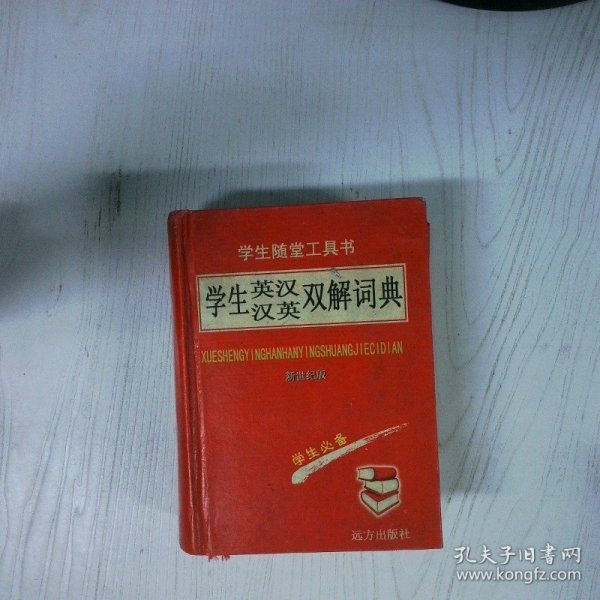 学生随堂工具书
学生英汉汉英双解词典
XUESHENGYINGHANHANYINGSHUANGJIECIDIAN
新世纪版
学生必备
远方出版社
孔夫子旧书网
www.kongfz.com